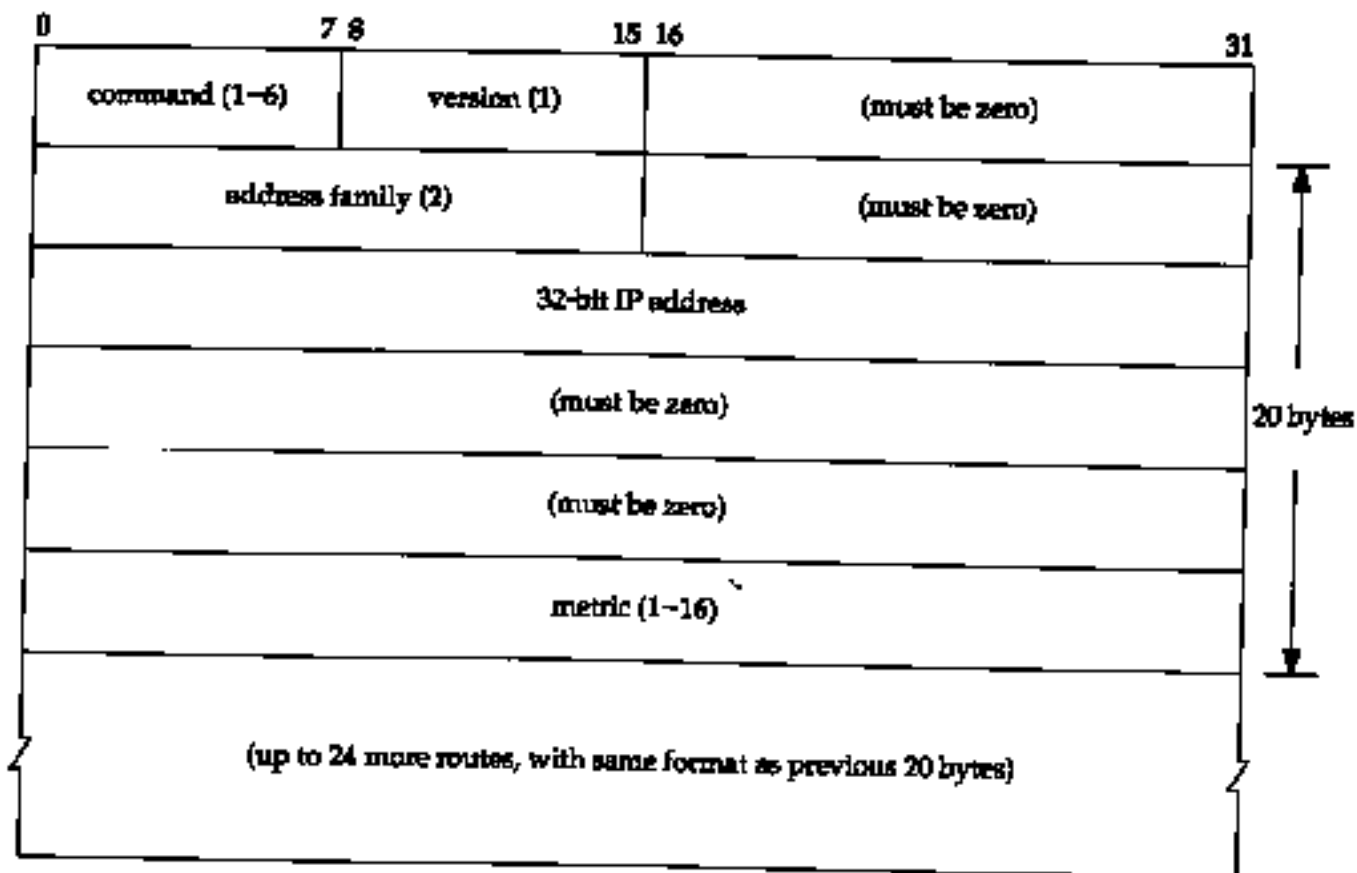 0 7 8 15 16 31
command (1-6) version (1) (must be zero)
address family (2) (must be zero)
32-bit IP address
(must be zero)
20 bytes
(must be zero)
metric (1-16)
(up to 24 more routes, with same format as previous 20 bytes)